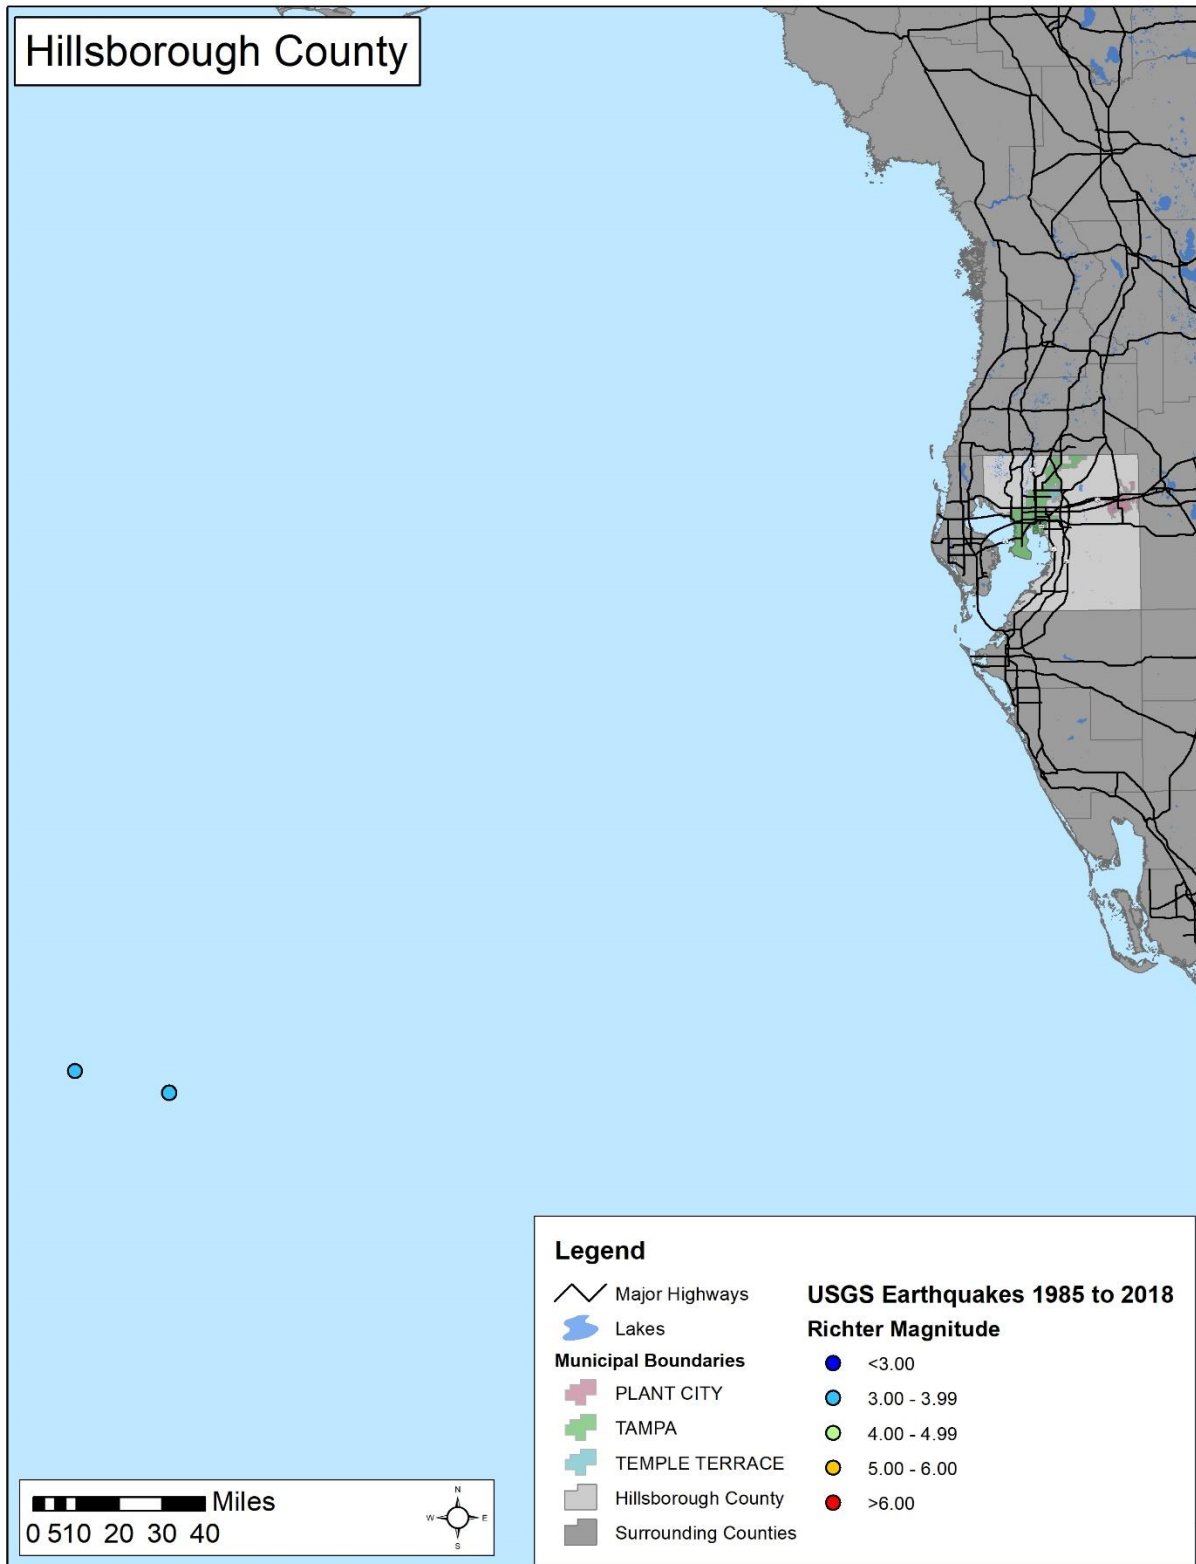 Hillsborough County
Legend
Major Highways
Lakes
Municipal Boundaries
PLANT CITY
TAMPA
TEMPLE TERRACE
Hillsborough County
Surrounding Counties
USGS Earthquakes 1985 to 2018
Richter Magnitude
<3.00
3.00 - 3.99
4.00 - 4.99
5.00 - 6.00
>6.00
Miles
0 510 20 30 40
N
W E
S